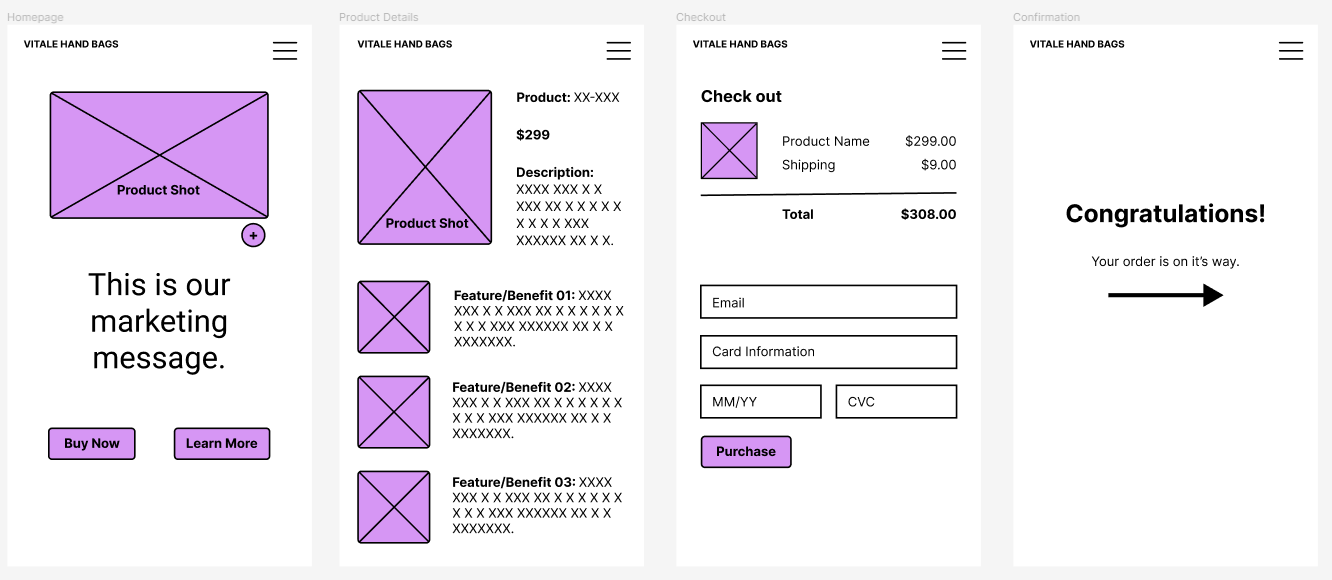 Homepage
VITALE HAND BAGS
Product Shot
+
This is our
marketing
message.
Buy Now
Learn More
Product Details
VITALE HAND BAGS
Product Shot
Product: XX-XXX
$299
Description:
XXXX XXX X X
XXX XX X X X X X
X X X X XXX
XXXXXX XX X X.
Feature/Benefit 01: XXXX
XXX X X XXX XX X X X X X X
X X X XXX XXXXXX XX X X
XXXXXXX.
Feature/Benefit 02: XXXX
XXX X X XXX XX X X X X X X
X X X XXX XXXXXX XX X X
XXXXXXX.
Feature/Benefit 03: XXXX
XXX X X XXX XX X X X X X X
X X X XXX XXXXXX XX X X
XXXXXXX.
Checkout
VITALE HAND BAGS
Check out
Product Name $299.00
Shipping $9.00
Total $308.00
Email
Card Information
MM/YY
CVC
Purchase
Confirmation
VITALE HAND BAGS
Congratulations!
Your order is on it’s way.